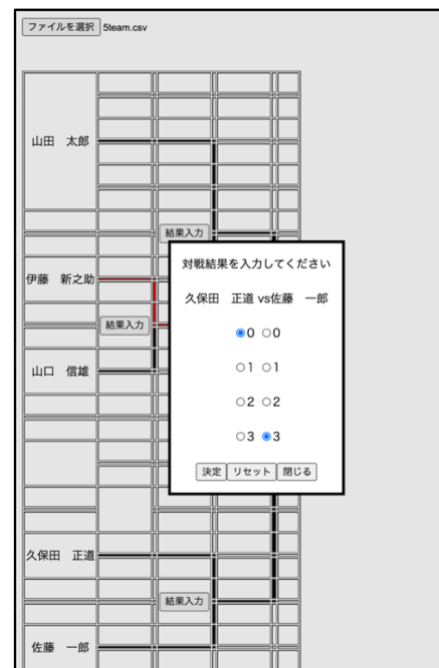 ファイルを選択 5team.csv
山田　太郎
結果入力
対戦結果を入力してください
伊藤　新之助
久保田　正道 vs佐藤　一郎
結果入力
0 0
山口　信雄
1 1
2 2
3 3
決定 リセット 閉じる
久保田　正道
結果入力
佐藤　一郎